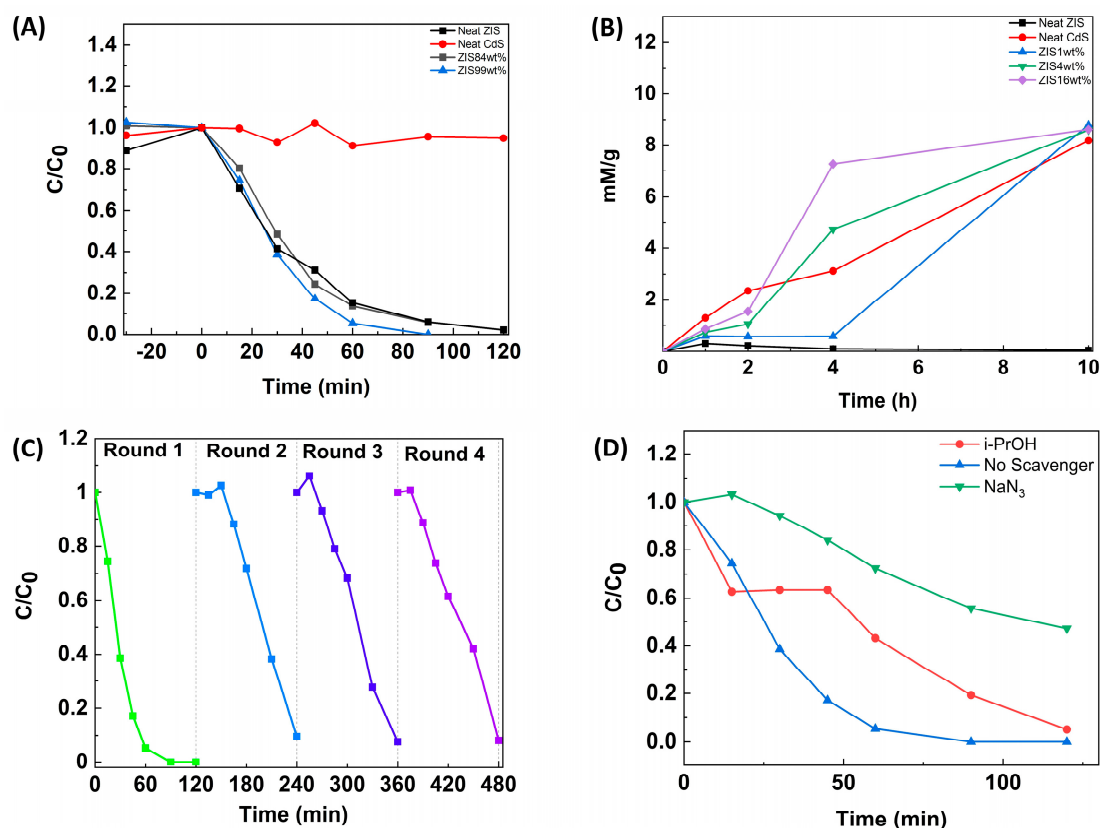 (A)
Neat ZIS
Neat CdS
ZIS84wt%
ZIS99wt%
1.4
1.2
1.0
0.8
0.6
0.4
0.2
0.0
C/C0
-20 0 20 40 60 80 100 120
Time (min)
(B)
Neat ZIS
Neat CdS
ZIS1wt%
ZIS4wt%
ZIS16wt%
12
10
8
6
4
2
mM/g
0 2 4 6 8 10
Time (h)
(C)
Round 1 Round 2 Round 3 Round 4
1.2
1
0.8
0.6
0.4
0.2
0
C/C0
0 60 120 180 240 300 360 420 480
Time (min)
(D)
i-PrOH
No Scavenger
NaN3
1.2
1.0
0.8
0.6
0.4
0.2
0.0
C/C0
0 50 100
Time (min)